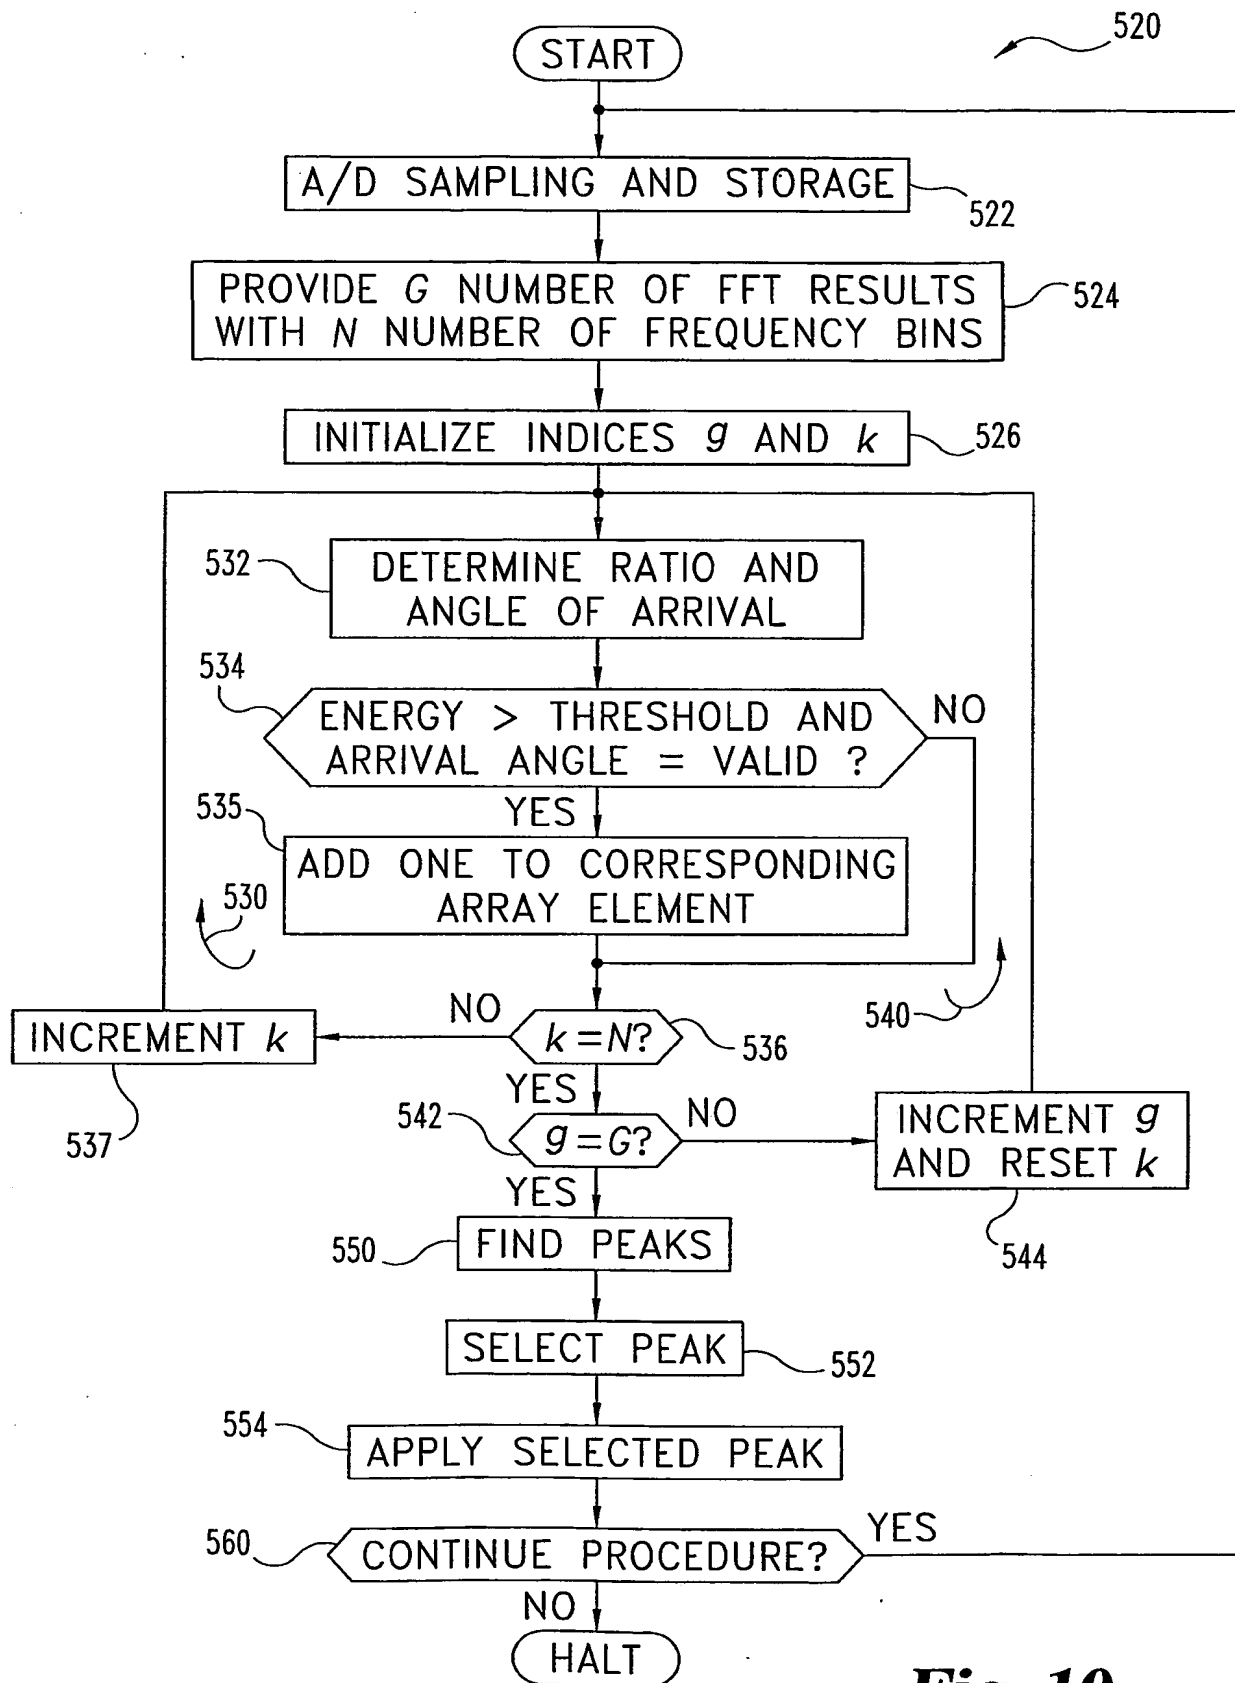 START
520
A/D SAMPLING AND STORAGE
522
PROVIDE G NUMBER OF FFT RESULTS
WITH N NUMBER OF FREQUENCY BINS
524
INITIALIZE INDICES g AND k
526
532
DETERMINE RATIO AND
ANGLE OF ARRIVAL
534
ENERGY > THRESHOLD AND
ARRIVAL ANGLE = VALID ?
NO
YES
535
ADD ONE TO CORRESPONDING
ARRAY ELEMENT
530
540
INCREMENT k
NO
k = N?
536
537
YES
542
g = G?
NO
INCREMENT g
AND RESET k
544
YES
550
FIND PEAKS
SELECT PEAK
552
554
APPLY SELECTED PEAK
560
CONTINUE PROCEDURE?
YES
NO
HALT
Fig. 10